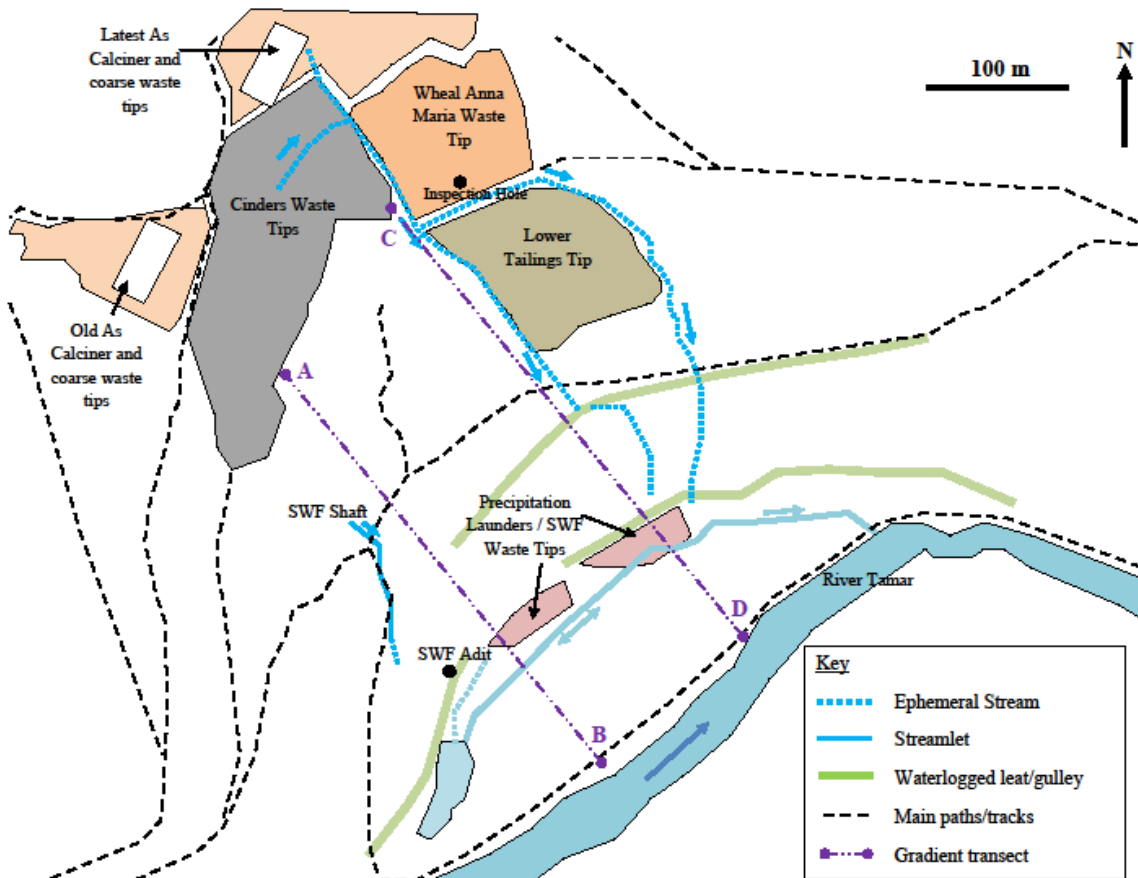 Latest As
Calciner and
coarse waste
tips
Wheal Anna
Maria Waste
Tip
100 m
N
Inspection Hole
Cinders Waste
Tips
C
Lower
Tailings Tip
Old As
Calciner and
coarse waste
tips
A
SWF Shaft
Precipitation
Launders / SWF
Waste Tips
River Tamar
D
SWF Adit
B
Key
Ephemeral Stream
Streamlet
Waterlogged leat/gulley
Main paths/tracks
Gradient transect